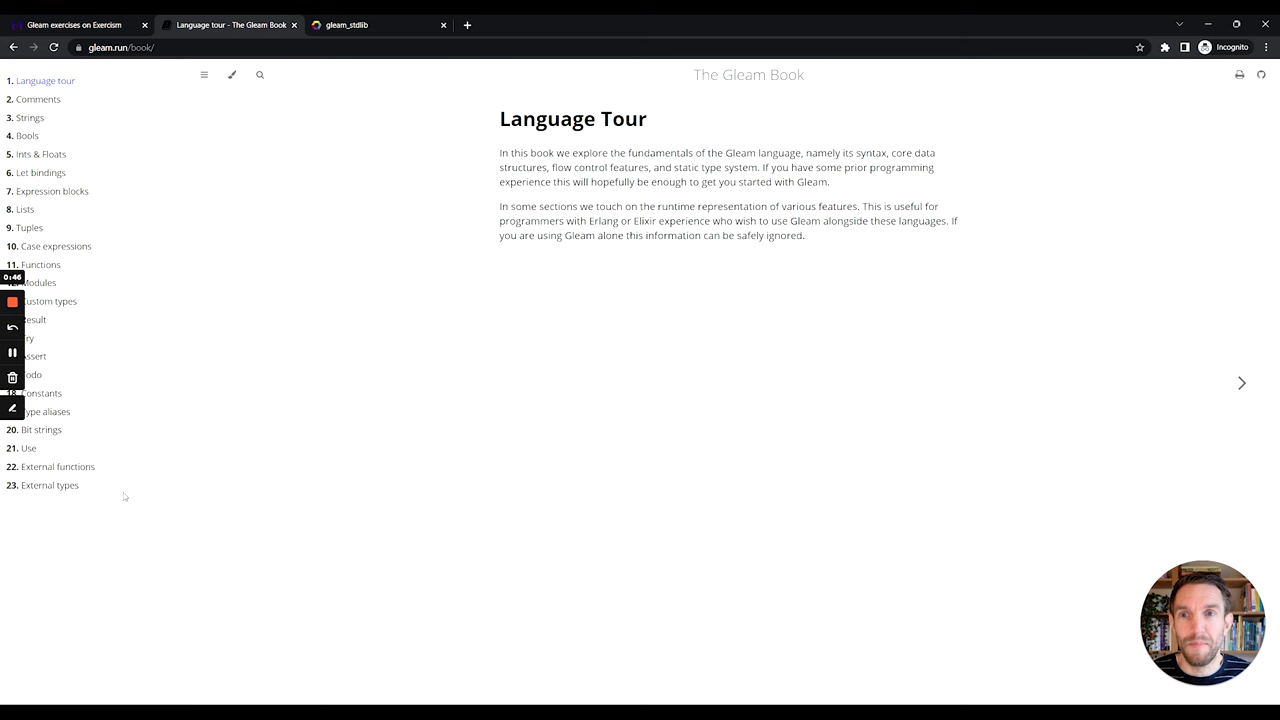 Gleam exercises on Exercism
Language tour - The Gleam Book
gleam_stdlib
gleam.run/book/
Incognito
The Gleam Book
1. Language tour
2. Comments
3. Strings
4. Bools
5. Ints & Floats
6. Let bindings
7. Expression blocks
8. Lists
9. Tuples
10. Case expressions
11. Functions
0:46
Modules
ustom types
esult
ry
ssert
odo
18. Constants
ype aliases
20. Bit strings
21. Use
22. External functions
23. External types
Language Tour
In this book we explore the fundamentals of the Gleam language, namely its syntax, core data
structures, flow control features, and static type system. If you have some prior programming
experience this will hopefully be enough to get you started with Gleam.
In some sections we touch on the runtime representation of various features. This is useful for
programmers with Erlang or Elixir experience who wish to use Gleam alongside these languages. If
you are using Gleam alone this information can be safely ignored.